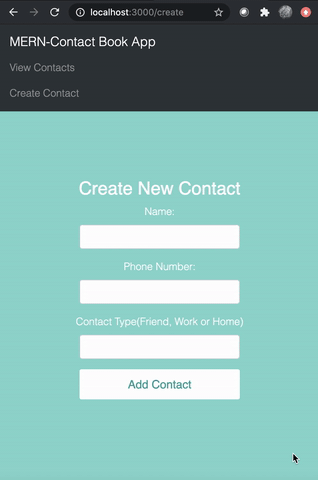 localhost:3000/create
MERN-Contact Book App
View Contacts
Create Contact
Create New Contact
Name:
Phone Number:
Contact Type(Friend, Work or Home)
Add Contact